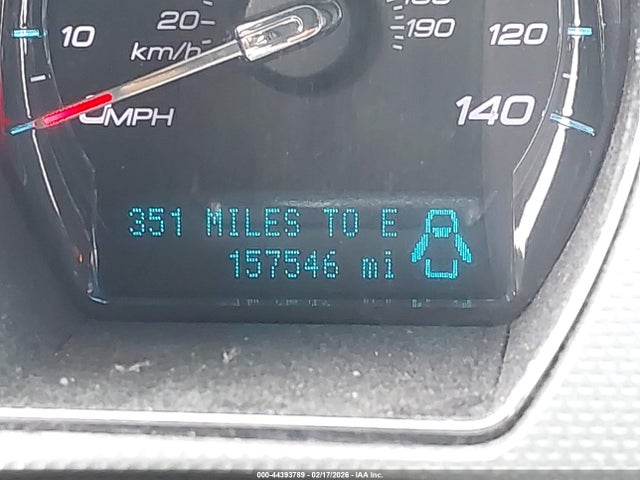 10
20
km/h
190
120
0 MPH
140
351 MILES TO E
157546 mi
000-44393789 - 02/17/2026 - IAA Inc.